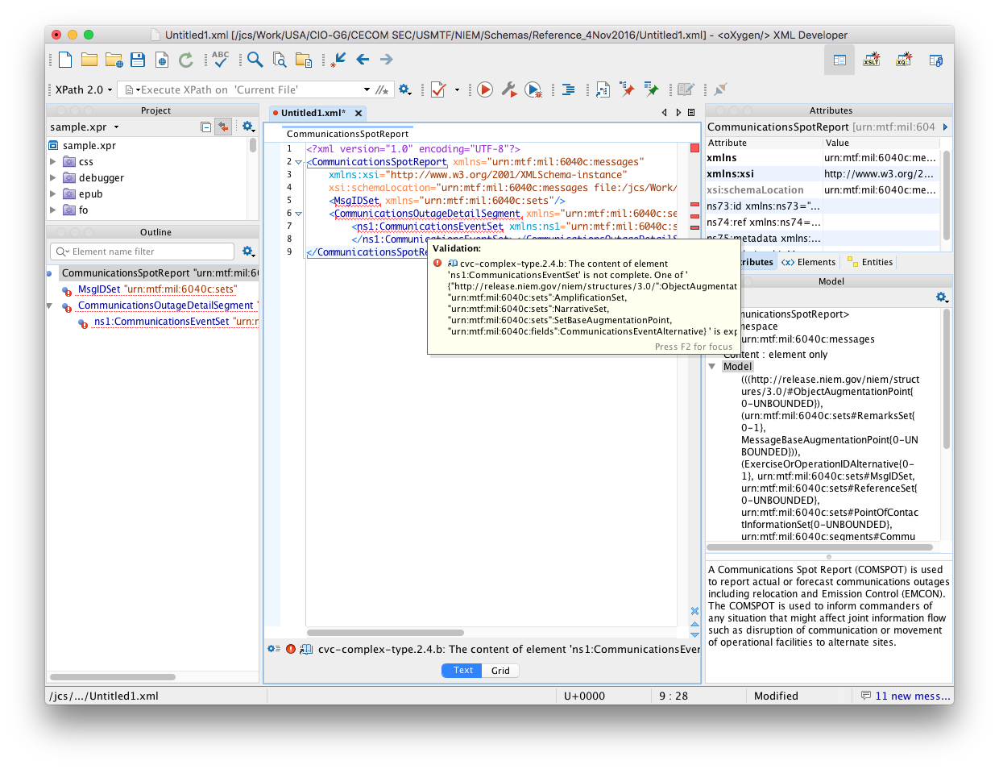 Untitled1.xml [/jcs/Work/USA/CIO-G6/CECOM SEC/USMTF/NIEM/Schemas/Reference_4Nov2016/Untitled1.xml] - <oXygen/> XML Developer
ABC
XSLT
XQ
XPath 2.0
Execute XPath on 'Current File'
Project
sample.xpr
sample.xpr
css
debugger
epub
fo
Outline
Element name filter
CommunicationsSpotReport "urn:mtf:mil:6
MsgIDSet "urn:mtf:mil:6040c:sets"
CommunicationsOutageDetailSegment "
ns1:CommunicationsEventSet "urn:r
Untitled1.xml*
CommunicationsSpotReport
1 <?xml version="1.0" encoding="UTF-8"?>
2 <CommunicationsSpotReport xmlns="urn:mtf:mil:6040c:messages"
3 xmlns:xsi="http://www.w3.org/2001/XMLSchema-instance"
4 xsi:schemaLocation="urn:mtf:mil:6040c:messages file:/jcs/Work/
5 <MsgIDSet xmlns="urn:mtf:mil:6040c:sets"/>
6 <CommunicationsOutageDetailSegment xmlns="urn:mtf:mil:6040c:se
7 <ns1:CommunicationsEventSet xmlns:ns1="urn:mtf:mil:6040c:s
8 </ns1:CommunicationsEventSet></CommunicationsOutageDetailS
9 </CommunicationsSpotRe
Validation:
cvc-complex-type.2.4.b: The content of element
'ns1:CommunicationsEventSet' is not complete. One of '
{"http://release.niem.gov/niem/structures/3.0/":ObjectAugmentat
"urn:mtf:mil:6040c:sets":AmplificationSet,
"urn:mtf:mil:6040c:sets":NarrativeSet,
"urn:mtf:mil:6040c:sets":SetBaseAugmentationPoint,
"urn:mtf:mil:6040c:fields":CommunicationsEventAlternative} ' is exp
Press F2 for focus
cvc-complex-type.2.4.b: The content of element 'ns1:CommunicationsEven
Text
Grid
Attributes
CommunicationsSpotReport [urn:mtf:mil:604
Attribute Value
xmlns urn:mtf:mil:6040c:me...
xmlns:xsi http://www.w3.org/2...
xsi:schemaLocation urn:mtf:mil:6040c:me...
ns73:id xmlns:ns73="...
ns74:ref xmlns:ns74=...
ns75:metadata xmlns:...
ributes
Elements
Entities
Model
municationsSpotReport>
nespace
urn:mtf:mil:6040c:messages
Content : element only
Model
(((http://release.niem.gov/niem/struct
ures/3.0/#ObjectAugmentationPoint{
0-UNBOUNDED}),
(urn:mtf:mil:6040c:sets#RemarksSet{
0-1},
MessageBaseAugmentationPoint{0-UN
BOUNDED})),
(ExerciseOrOperationIDAlternative{0-
1}, urn:mtf:mil:6040c:sets#MsgIDSet,
urn:mtf:mil:6040c:sets#ReferenceSet{
0-UNBOUNDED},
urn:mtf:mil:6040c:sets#PointOfContac
tInformationSet{0-UNBOUNDED},
urn:mtf:mil:6040c:segments#Commu
A Communications Spot Report (COMSPOT) is used
to report actual or forecast communications outages
including relocation and Emission Control (EMCON).
The COMSPOT is used to inform commanders of
any situation that might affect joint information flow
such as disruption of communication or movement
of operational facilities to alternate sites.
/jcs/.../Untitled1.xml
U+0000
9 : 28
Modified
11 new mess...